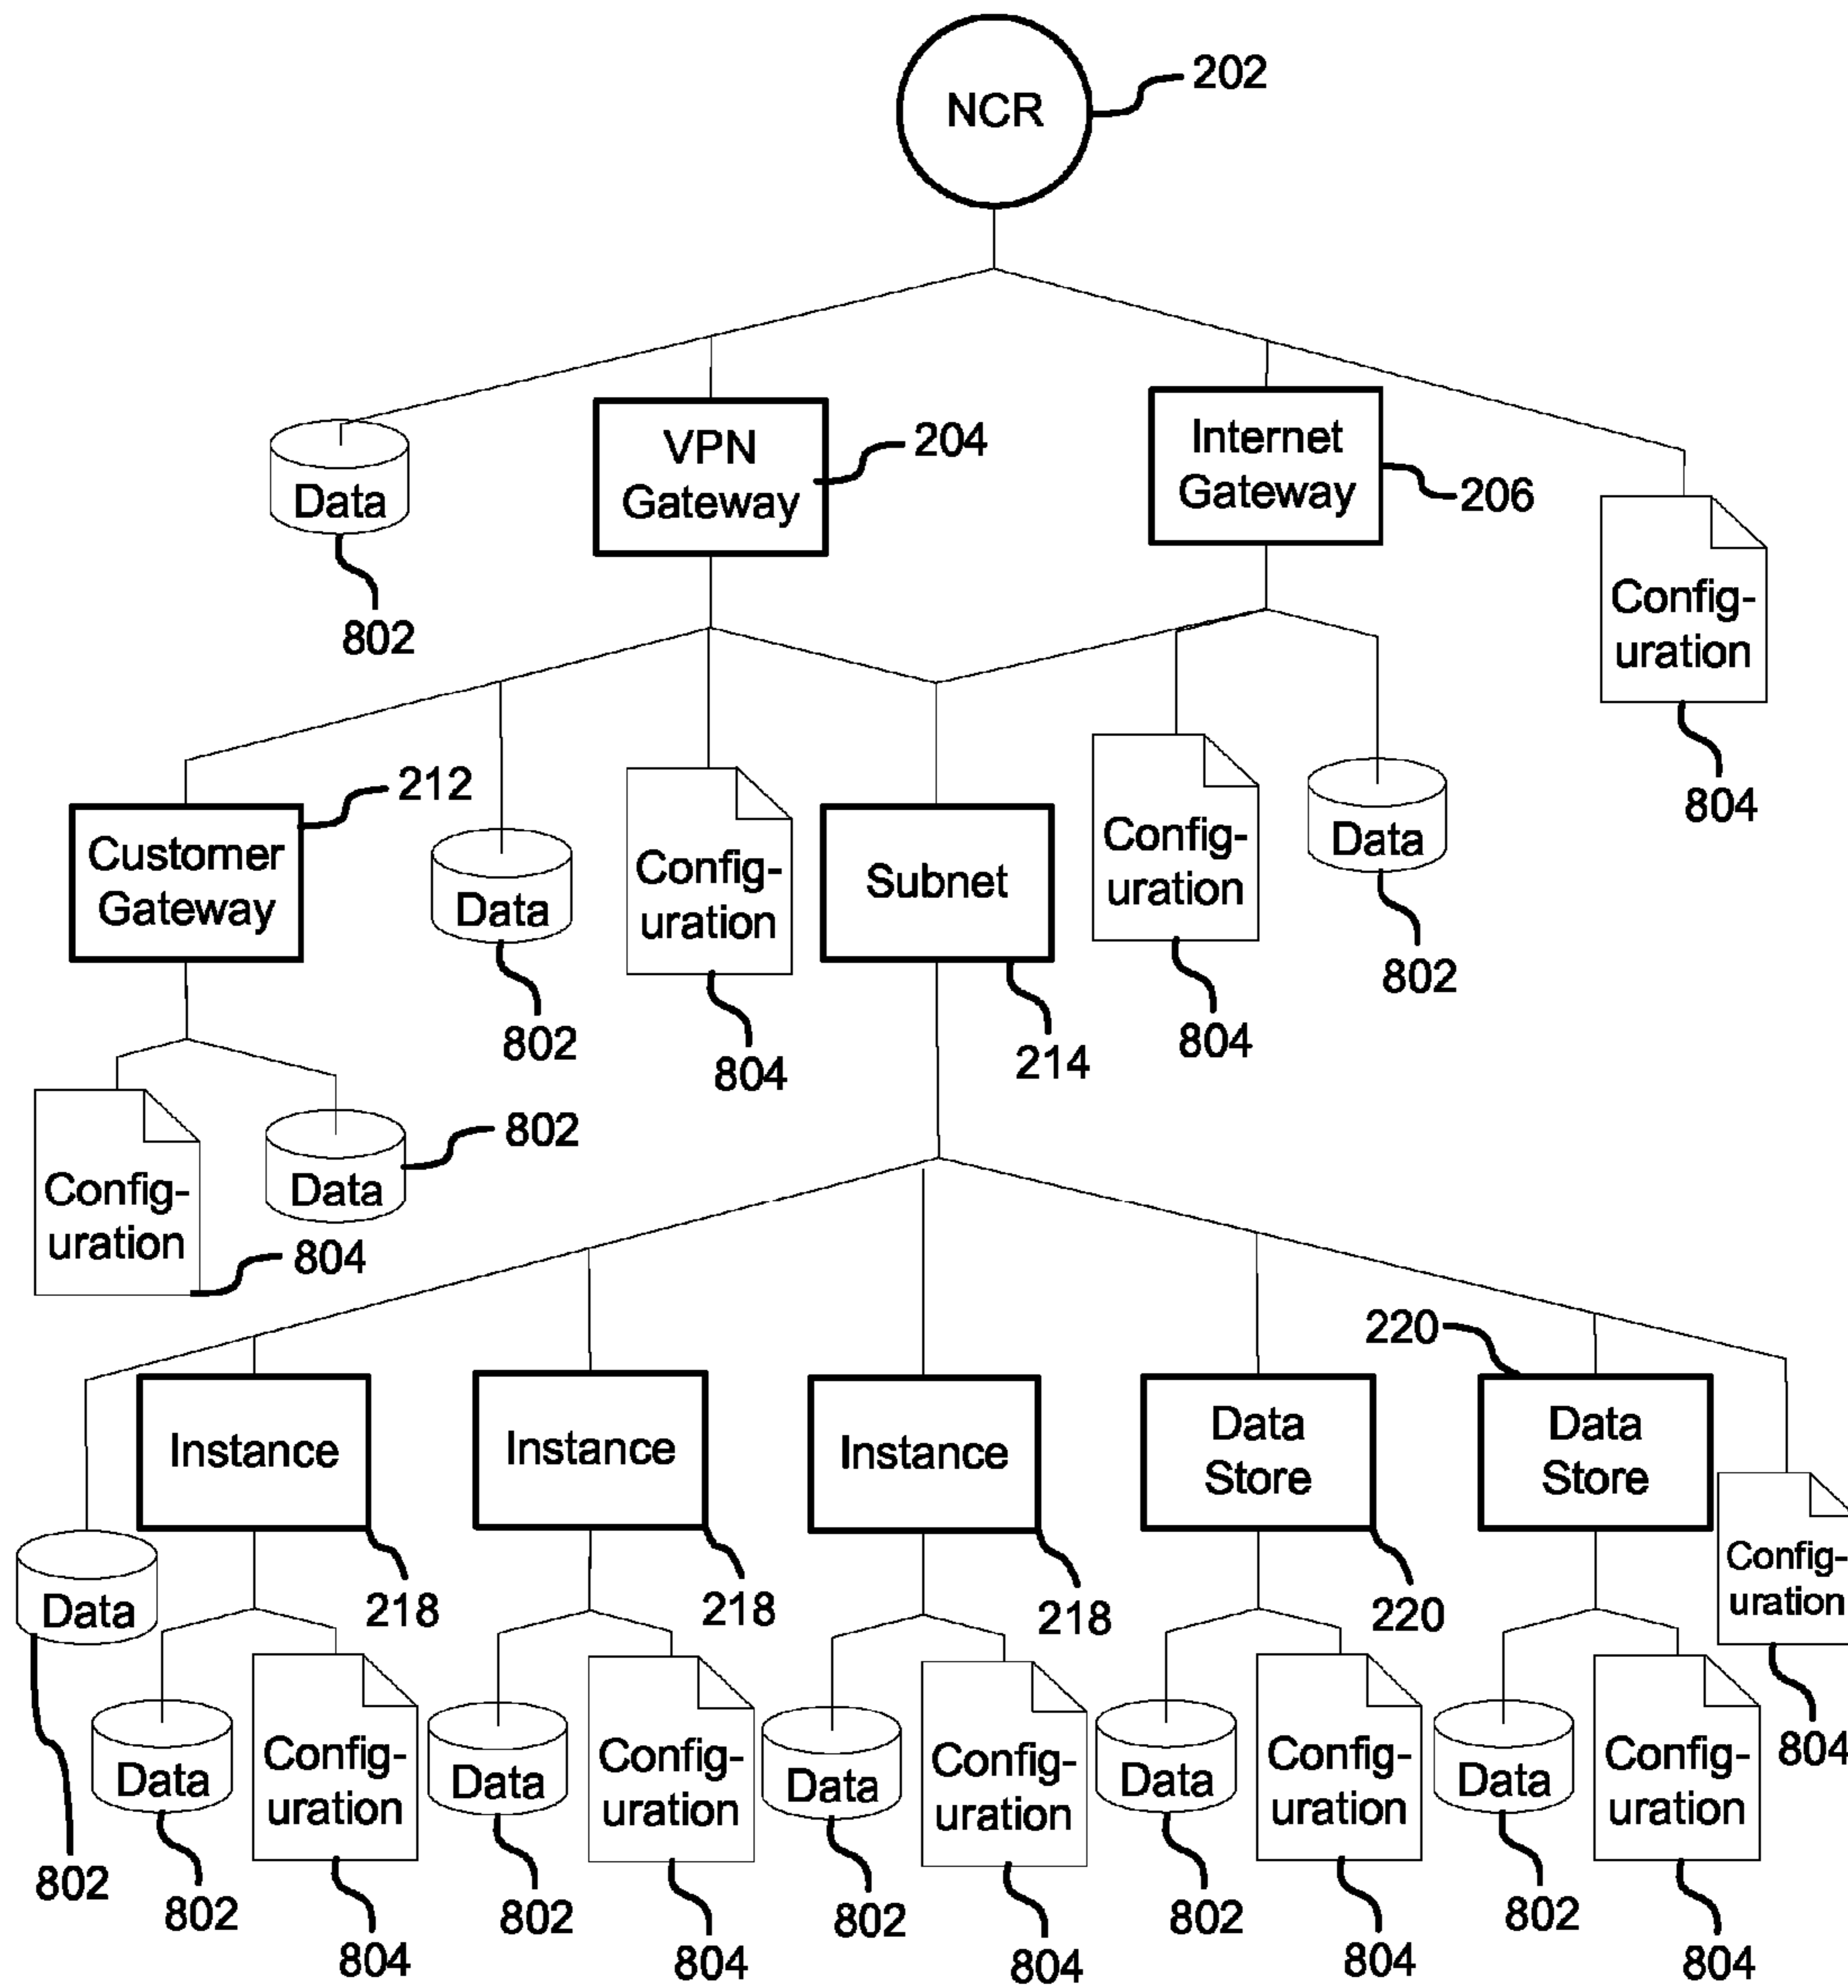 NCR
202
VPN
Gateway
204
Internet
Gateway
206
Data
802
Config-
uration
804
212
Customer
Gateway
Data
802
Config-
uration
804
Subnet
214
Config-
uration
804
Data
802
Config-
uration
804
Data
802
220
Instance
218
Instance
218
Instance
218
Data
Store
220
Data
Store
Config-
uration
804
Data
802
Data
802
Config-
uration
804
Data
802
Config-
uration
804
Data
802
Config-
uration
804
Data
802
Config-
uration
804
Data
802
Config-
uration
804